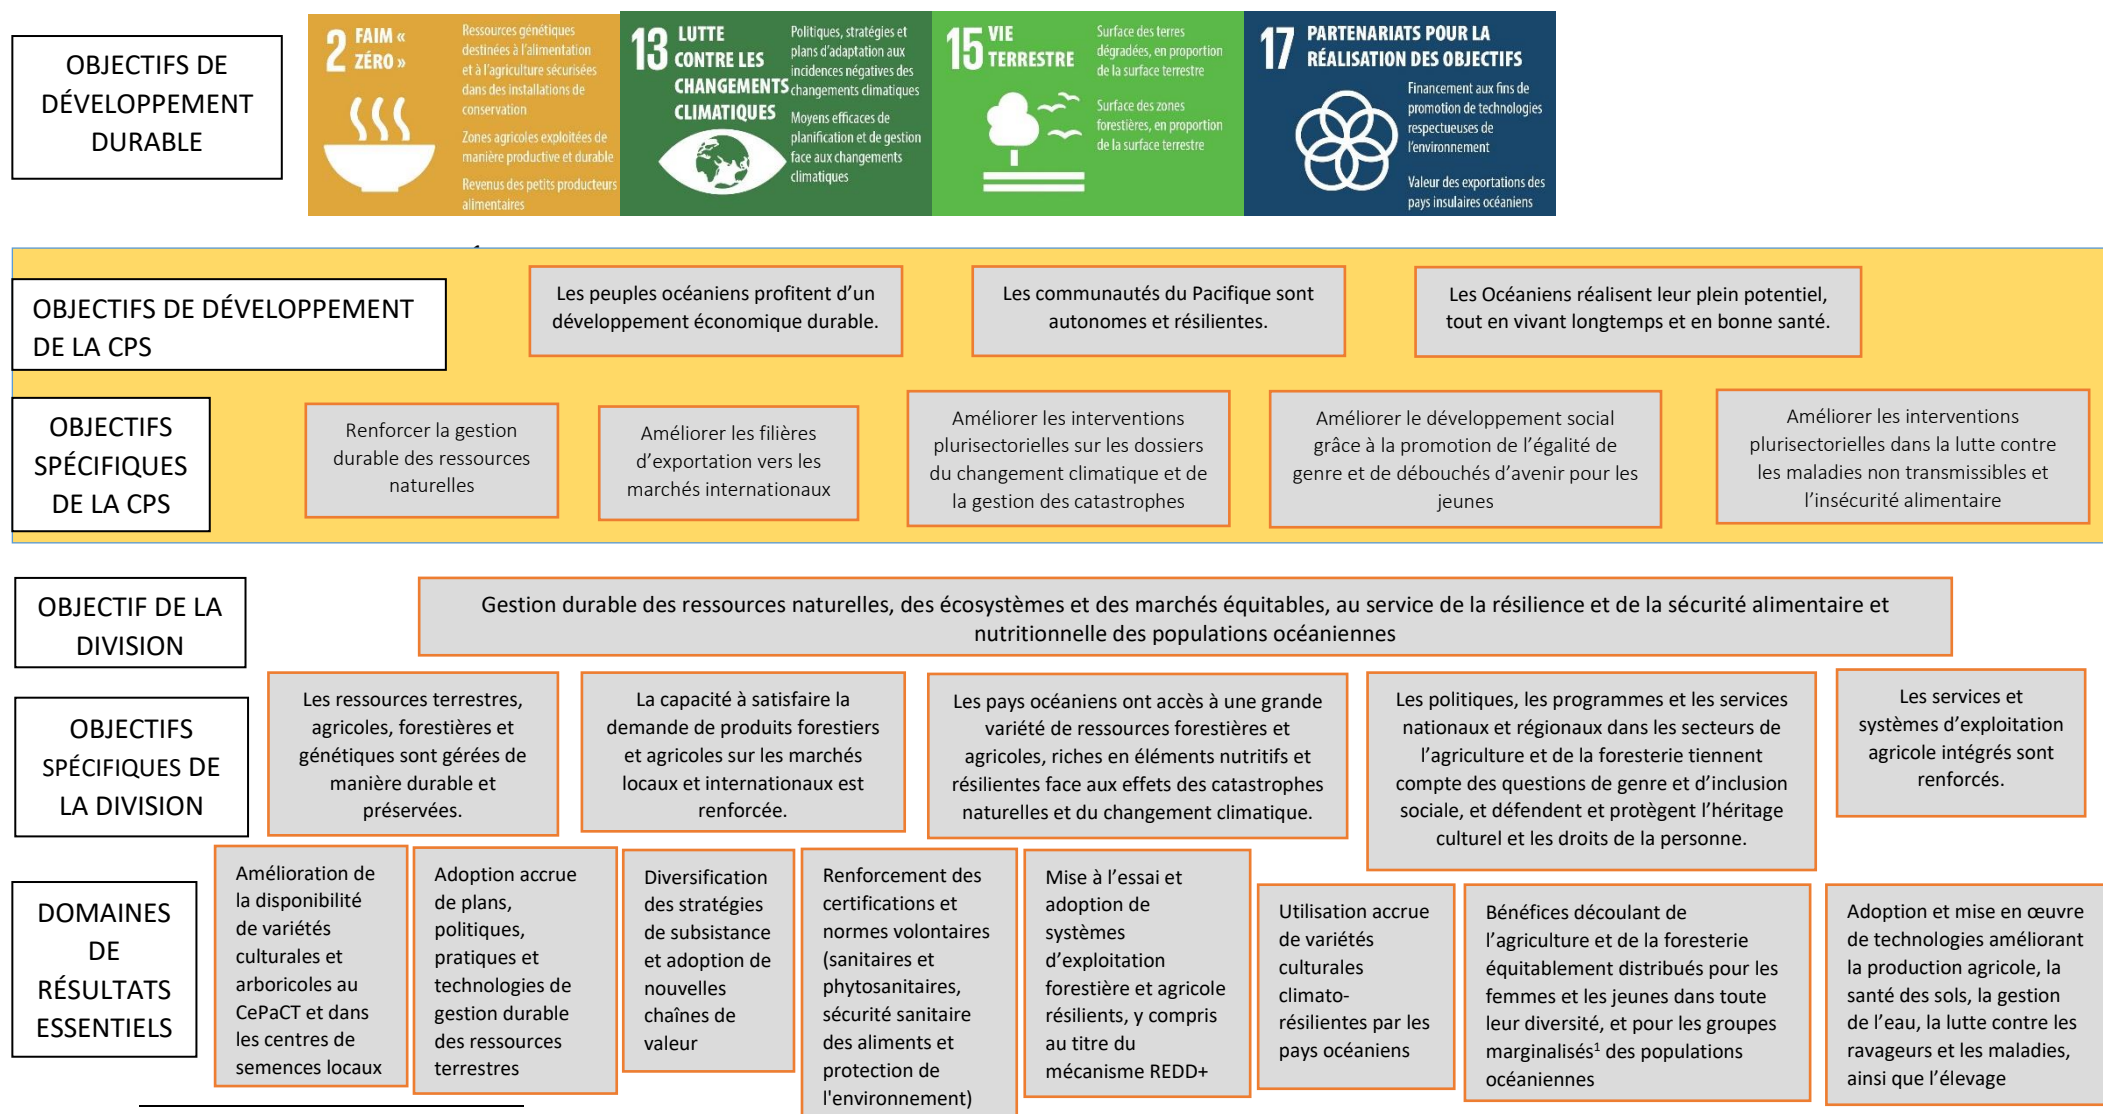 OBJECTIFS DE
DÉVELOPPEMENT
DURABLE
2 FAIM «
ZÉRO »
Ressources génétiques
destinées à l'alimentation
et à l'agriculture sécurisées
dans des installations de
conservation
Zones agricoles exploitées de
manière productive et durable
Revenus des petits producteurs
alimentaires
13 LUTTE
CONTRE LES
CHANGEMENTS
CLIMATIQUES
Politiques, stratégies et
plans d'adaptation aux
incidences négatives des
changements climatiques
Moyens efficaces de
planification et de gestion
face aux changements
climatiques
15 VIE
TERRESTRE
Surface des terres
dégradées, en proportion
de la surface terrestre
Surface des zones
forestières, en proportion
de la surface terrestre
17 PARTENARIATS POUR LA
RÉALISATION DES OBJECTIFS
Financement aux fins de
promotion de technologies
respectueuses de
l'environnement
Valeur des exportations des
pays insulaires océaniens
OBJECTIFS DE DÉVELOPPEMENT
DE LA CPS
Les peuples océaniens profitent d'un
développement économique durable.
Les communautés du Pacifique sont
autonomes et résilientes.
Les Océaniens réalisent leur plein potentiel,
tout en vivant longtemps et en bonne santé.
OBJECTIFS
SPÉCIFIQUES
DE LA CPS
Renforcer la gestion
durable des ressources
naturelles
Améliorer les filières
d'exportation vers les
marchés internationaux
Améliorer les interventions
plurisectorielles sur les dossiers
du changement climatique et de
la gestion des catastrophes
Améliorer le développement social
grâce à la promotion de l'égalité de
genre et de débouchés d'avenir pour les
jeunes
Améliorer les interventions
plurisectorielles dans la lutte contre
les maladies non transmissibles et
l'insécurité alimentaire
OBJECTIF DE LA
DIVISION
Gestion durable des ressources naturelles, des écosystèmes et des marchés équitables, au service de la résilience et de la sécurité alimentaire et
nutritionnelle des populations océaniennes
OBJECTIFS
SPÉCIFIQUES DE
LA DIVISION
Les ressources terrestres,
agricoles, forestières et
génétiques sont gérées de
manière durable et
préservées.
La capacité à satisfaire la
demande de produits forestiers
et agricoles sur les marchés
locaux et internationaux est
renforcée.
Les pays océaniens ont accès à une grande
variété de ressources forestières et
agricoles, riches en éléments nutritifs et
résilientes face aux effets des catastrophes
naturelles et du changement climatique.
Les politiques, les programmes et les services
nationaux et régionaux dans les secteurs de
l'agriculture et de la foresterie tiennent
compte des questions de genre et d'inclusion
sociale, et défendent et protègent l'héritage
culturel et les droits de la personne.
Les services et
systèmes d'exploitation
agricole intégrés sont
renforcés.
DOMAINES
DE
RÉSULTATS
ESSENTIELS
Amélioration de
la disponibilité
de variétés
culturales et
arboricoles au
CePaCT et dans
les centres de
semences locaux
Adoption accrue
de plans,
politiques,
pratiques et
technologies de
gestion durable
des ressources
terrestres
Diversification
des stratégies
de subsistance
et adoption de
nouvelles
chaînes de
valeur
Renforcement des
certifications et
normes volontaires
(sanitaires et
phytosanitaires,
sécurité sanitaire
des aliments et
protection de
l'environnement)
Mise à l'essai et
adoption de
systèmes
d'exploitation
forestière et agricole
résilients, y compris
au titre du
mécanisme REDD+
Utilisation accrue
de variétés
culturales
climato-
résilientes par les
pays océaniens
Bénéfices découlant de
l'agriculture et de la foresterie
équitablement distribués pour les
femmes et les jeunes dans toute
leur diversité, et pour les groupes
marginalisés¹ des populations
océaniennes
Adoption et mise en œuvre
de technologies améliorant
la production agricole, la
santé des sols, la gestion
de l'eau, la lutte contre les
ravageurs et les maladies,
ainsi que l'élevage